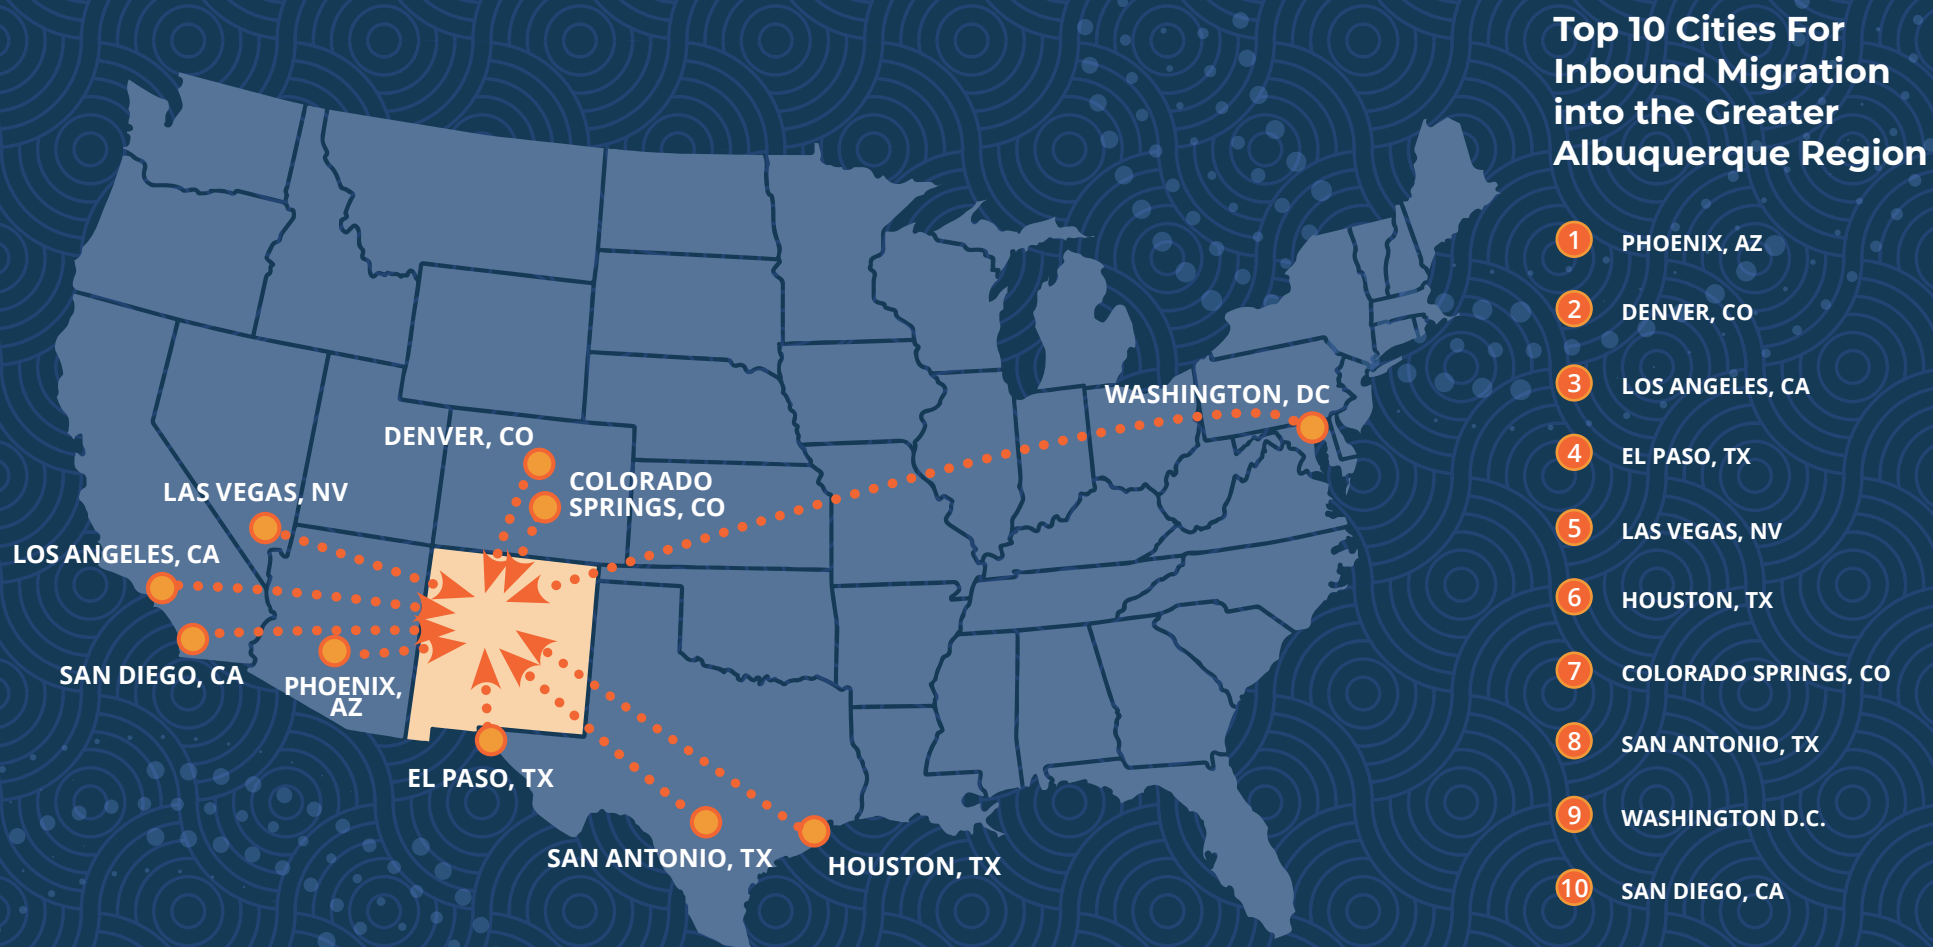 Top 10 Cities For
Inbound Migration
into the Greater
Albuquerque Region
1 PHOENIX, AZ
2 DENVER, CO
3 LOS ANGELES, CA
4 EL PASO, TX
5 LAS VEGAS, NV
6 HOUSTON, TX
7 COLORADO SPRINGS, CO
8 SAN ANTONIO, TX
9 WASHINGTON D.C.
10 SAN DIEGO, CA
WASHINGTON, DC
DENVER, CO
COLORADO
SPRINGS, CO
LAS VEGAS, NV
LOS ANGELES, CA
SAN DIEGO, CA
PHOENIX,
AZ
EL PASO, TX
SAN ANTONIO, TX
HOUSTON, TX